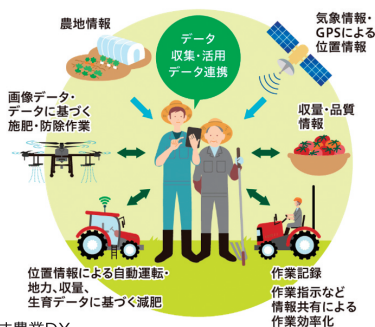 農地情報
データ
収集・活用
データ連携
気象情報・
GPSによる
位置情報
画像データ・
データに基づく
施肥・防除作業
収量・品質
情報
位置情報による自動運転・
地力、収量、
生育データに基づく減肥
作業記録
作業指示など
情報共有による
作業効率化
農業DX